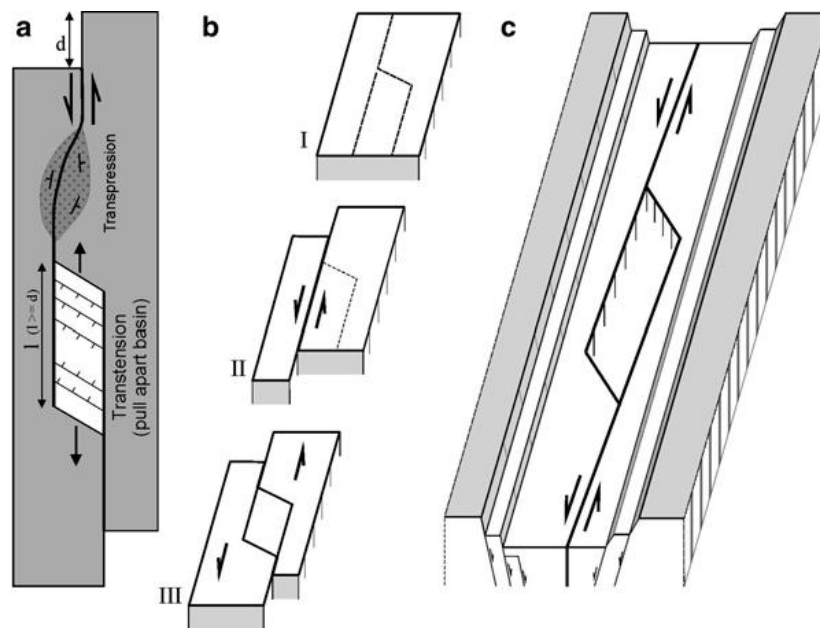 a
d
Transpression
l (l >= d)
Transtension
(pull apart basin)
b
I
II
III
c